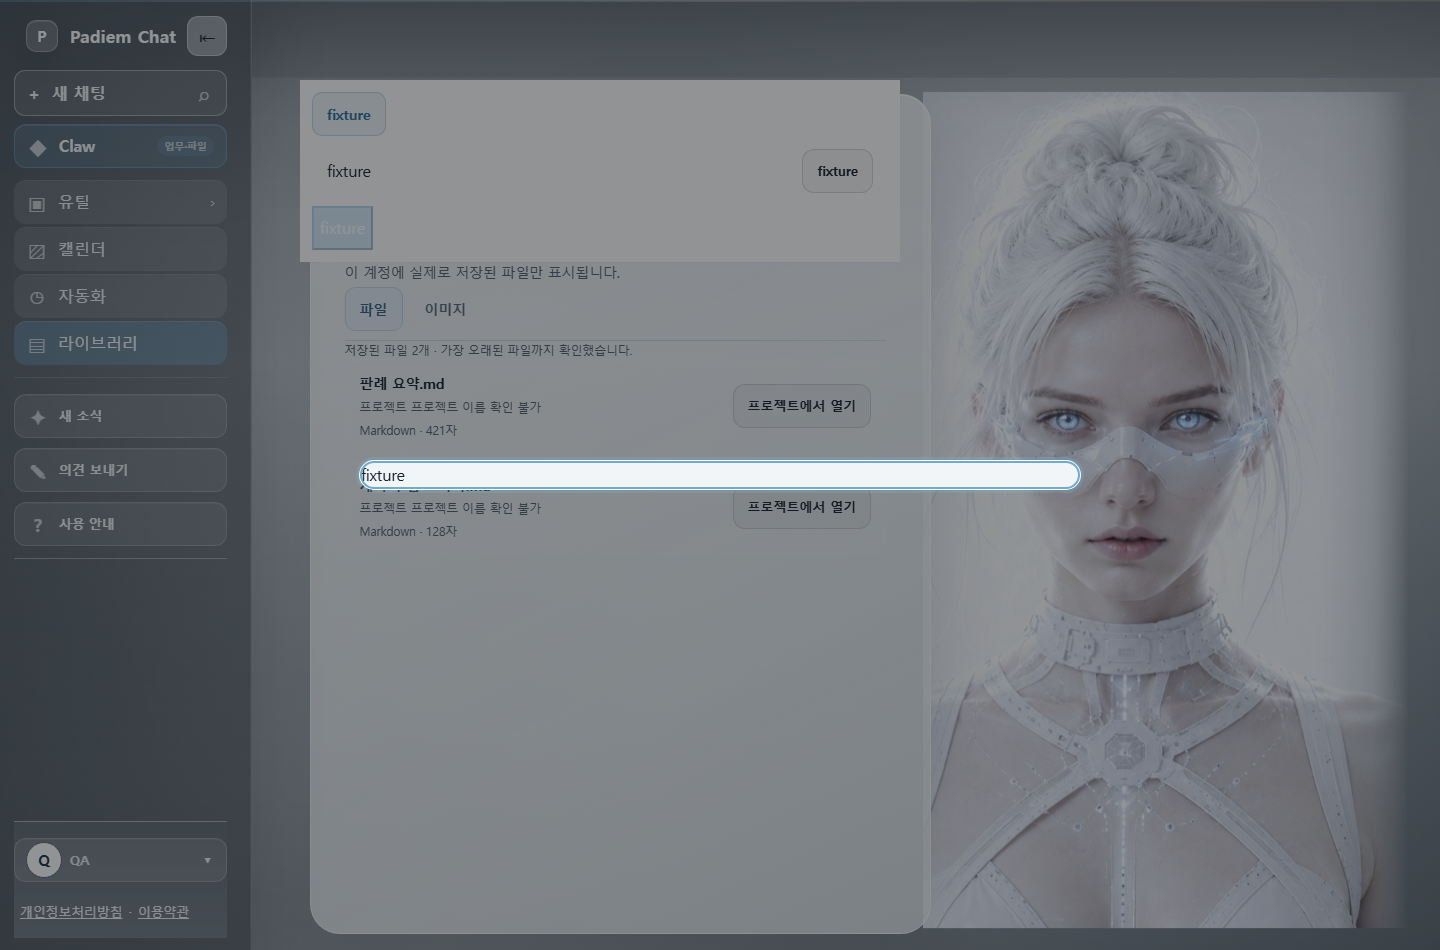 P Padiem Chat
+ 새 채팅
Claw 업무·파일
유틸
캘린더
자동화
라이브러리
새 소식
의견 보내기
? 사용 안내
Q QA
개인정보처리방침 · 이용약관
fixture
fixture fixture
fixture
이 계정에 실제로 저장된 파일만 표시됩니다.
파일 이미지
저장된 파일 2개 · 가장 오래된 파일까지 확인했습니다.
판례 요약.md
프로젝트 프로젝트 이름 확인 불가
Markdown · 421자
프로젝트에서 열기
fixture
프로젝트 프로젝트 이름 확인 불가
Markdown · 128자
프로젝트에서 열기